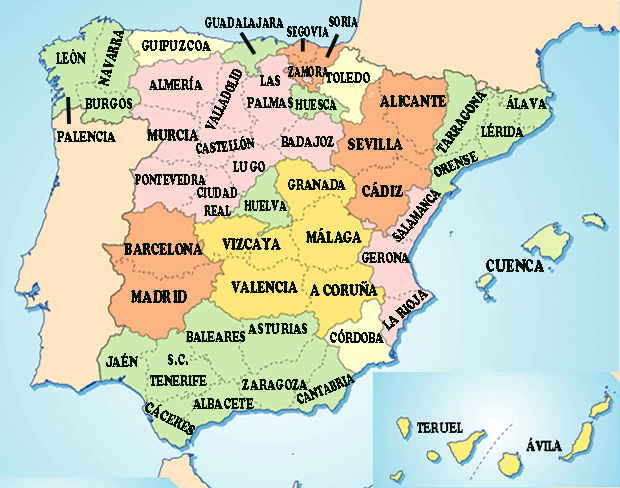 GUADALAJARA
SEGOVIA
SORIA
LEÓN
NAVARRA
GUIPUZCOA
ZAMORA
TOLEDO
ALMERÍA
VALLADOLID
LAS
PALMAS
HUESCA
ALICANTE
TARRAGONA
ÁLAVA
BURGOS
PALENCIA
MURCIA
CASTELLÓN
BADAJOZ
SEVILLA
LÉRIDA
ORENSE
LUGO
PONTEVEDRA
CIUDAD
REAL
HUELVA
GRANADA
CÁDIZ
SALAMANCA
BARCELONA
VIZCAYA
MÁLAGA
GERONA
CUENCA
MADRID
VALENCIA
A CORUÑA
LA RIOJA
BALEARES
ASTURIAS
CÓRDOBA
JAÉN
S.C.
TENERIFE
ZARAGOZA
CANTABRIA
CÁCERES
ALBACETE
TERUEL
ÁVILA